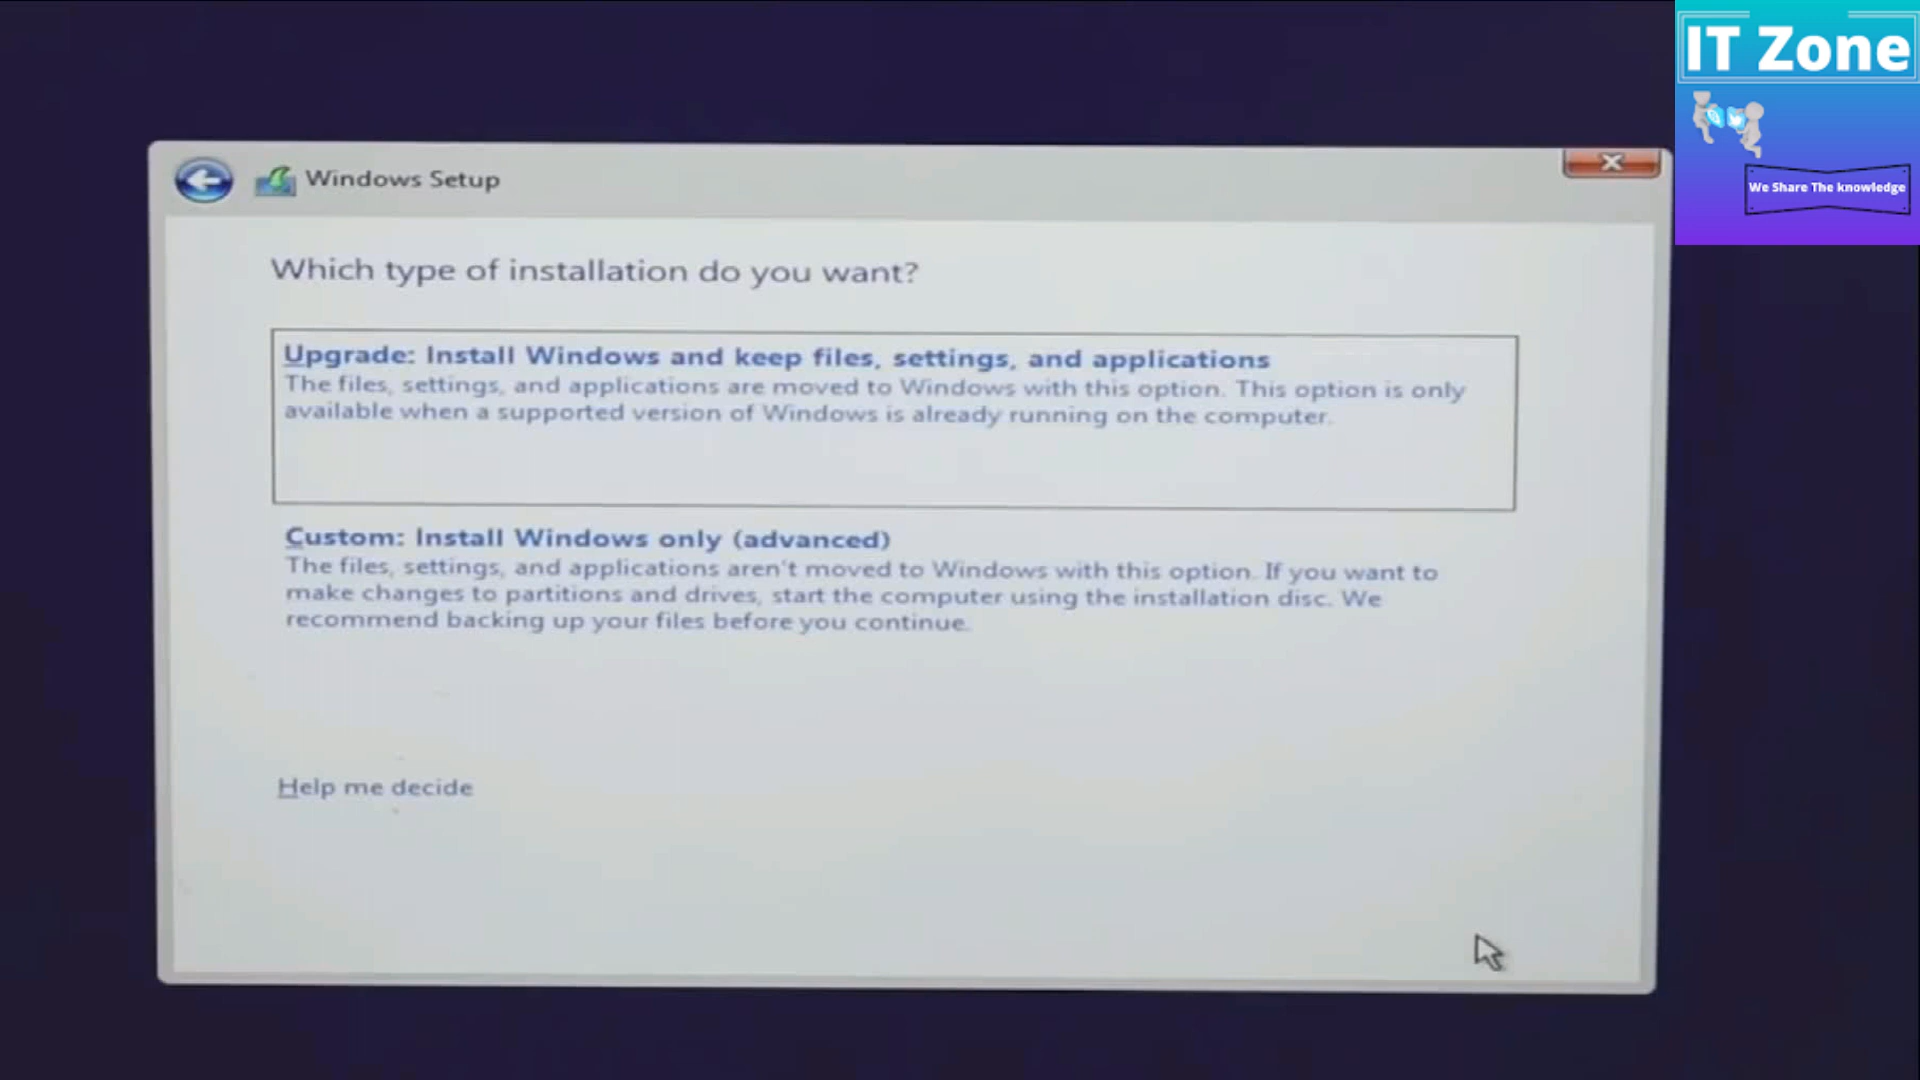 IT Zone
We Share The knowledge
Windows Setup
Which type of installation do you want?
Upgrade: Install Windows and keep files, settings, and applications
The files, settings, and applications are moved to Windows with this option. This option is only
available when a supported version of Windows is already running on the computer.
Custom: Install Windows only (advanced)
The files, settings, and applications aren't moved to Windows with this option. If you want to
make changes to partitions and drives, start the computer using the installation disc. We
recommend backing up your files before you continue.
Help me decide